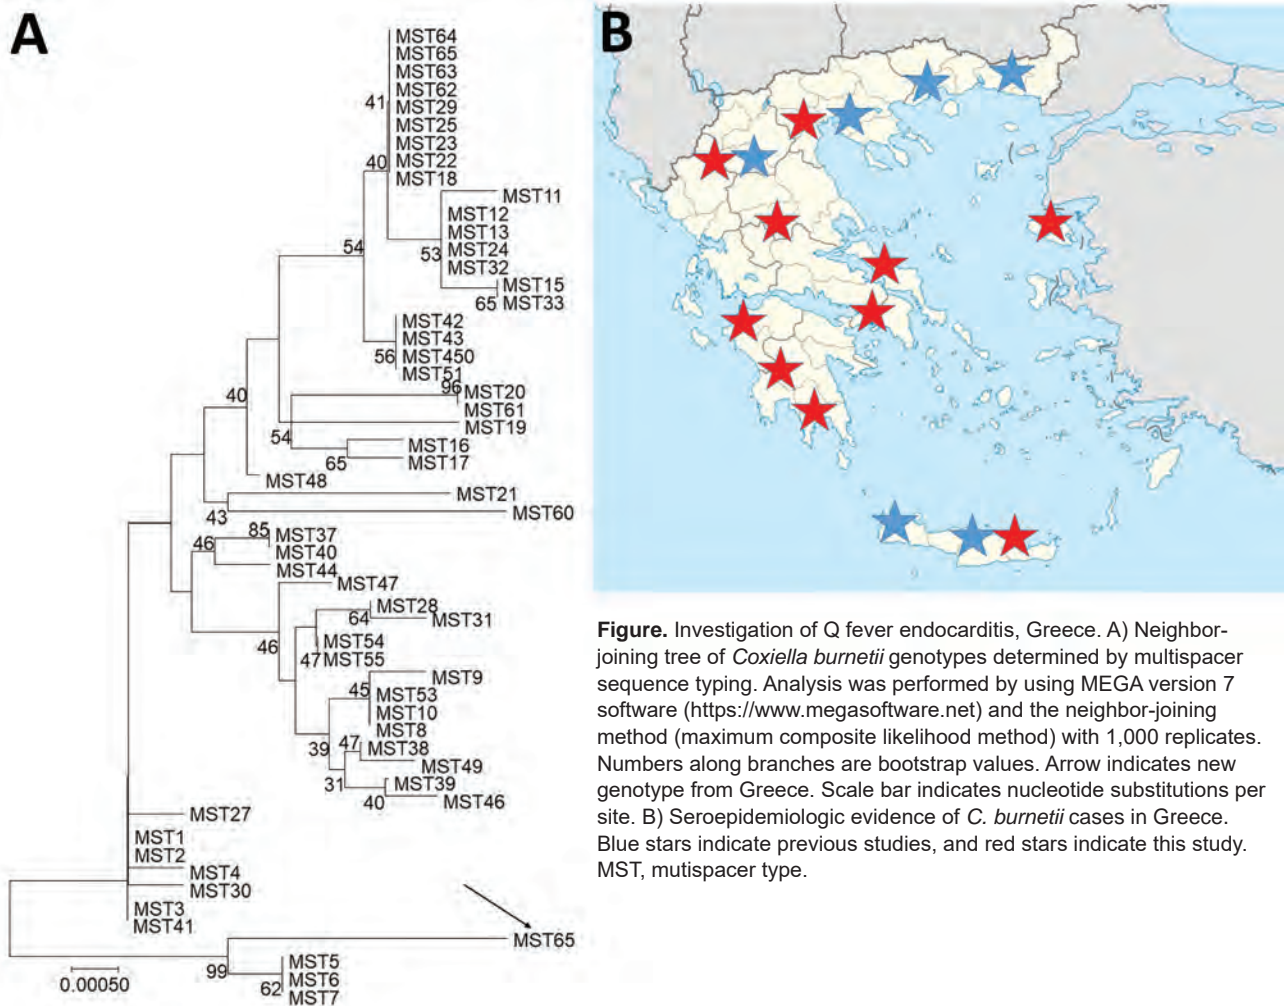 A
MST64
MST65
MST63
MST62
41
MST29
MST25
MST23
MST22
40
MST18
MST11
MST12
MST13
54
53
MST24
MST32
MST15
65
MST33
MST42
MST43
56
MST450
MST51
96
MST20
40
MST61
MST19
54
MST16
65
MST17
MST48
MST21
43
MST60
85
MST37
46
MST40
MST44
MST47
MST28
64
MST31
46
MST54
47
MST55
MST9
45
MST53
MST10
MST8
39
47
MST38
MST49
31
MST39
40
MST46
MST27
MST1
MST2
MST4
MST30
MST3
MST41
MST65
99
MST5
62
MST6
MST7
0.00050
B
Figure. Investigation of Q fever endocarditis, Greece. A) Neighbor-
joining tree of Coxiella burnetii genotypes determined by multispacer
sequence typing. Analysis was performed by using MEGA version 7
software (https://www.megasoftware.net) and the neighbor-joining
method (maximum composite likelihood method) with 1,000 replicates.
Numbers along branches are bootstrap values. Arrow indicates new
genotype from Greece. Scale bar indicates nucleotide substitutions per
site. B) Seroepidemiologic evidence of C. burnetii cases in Greece.
Blue stars indicate previous studies, and red stars indicate this study.
MST, mutispacer type.